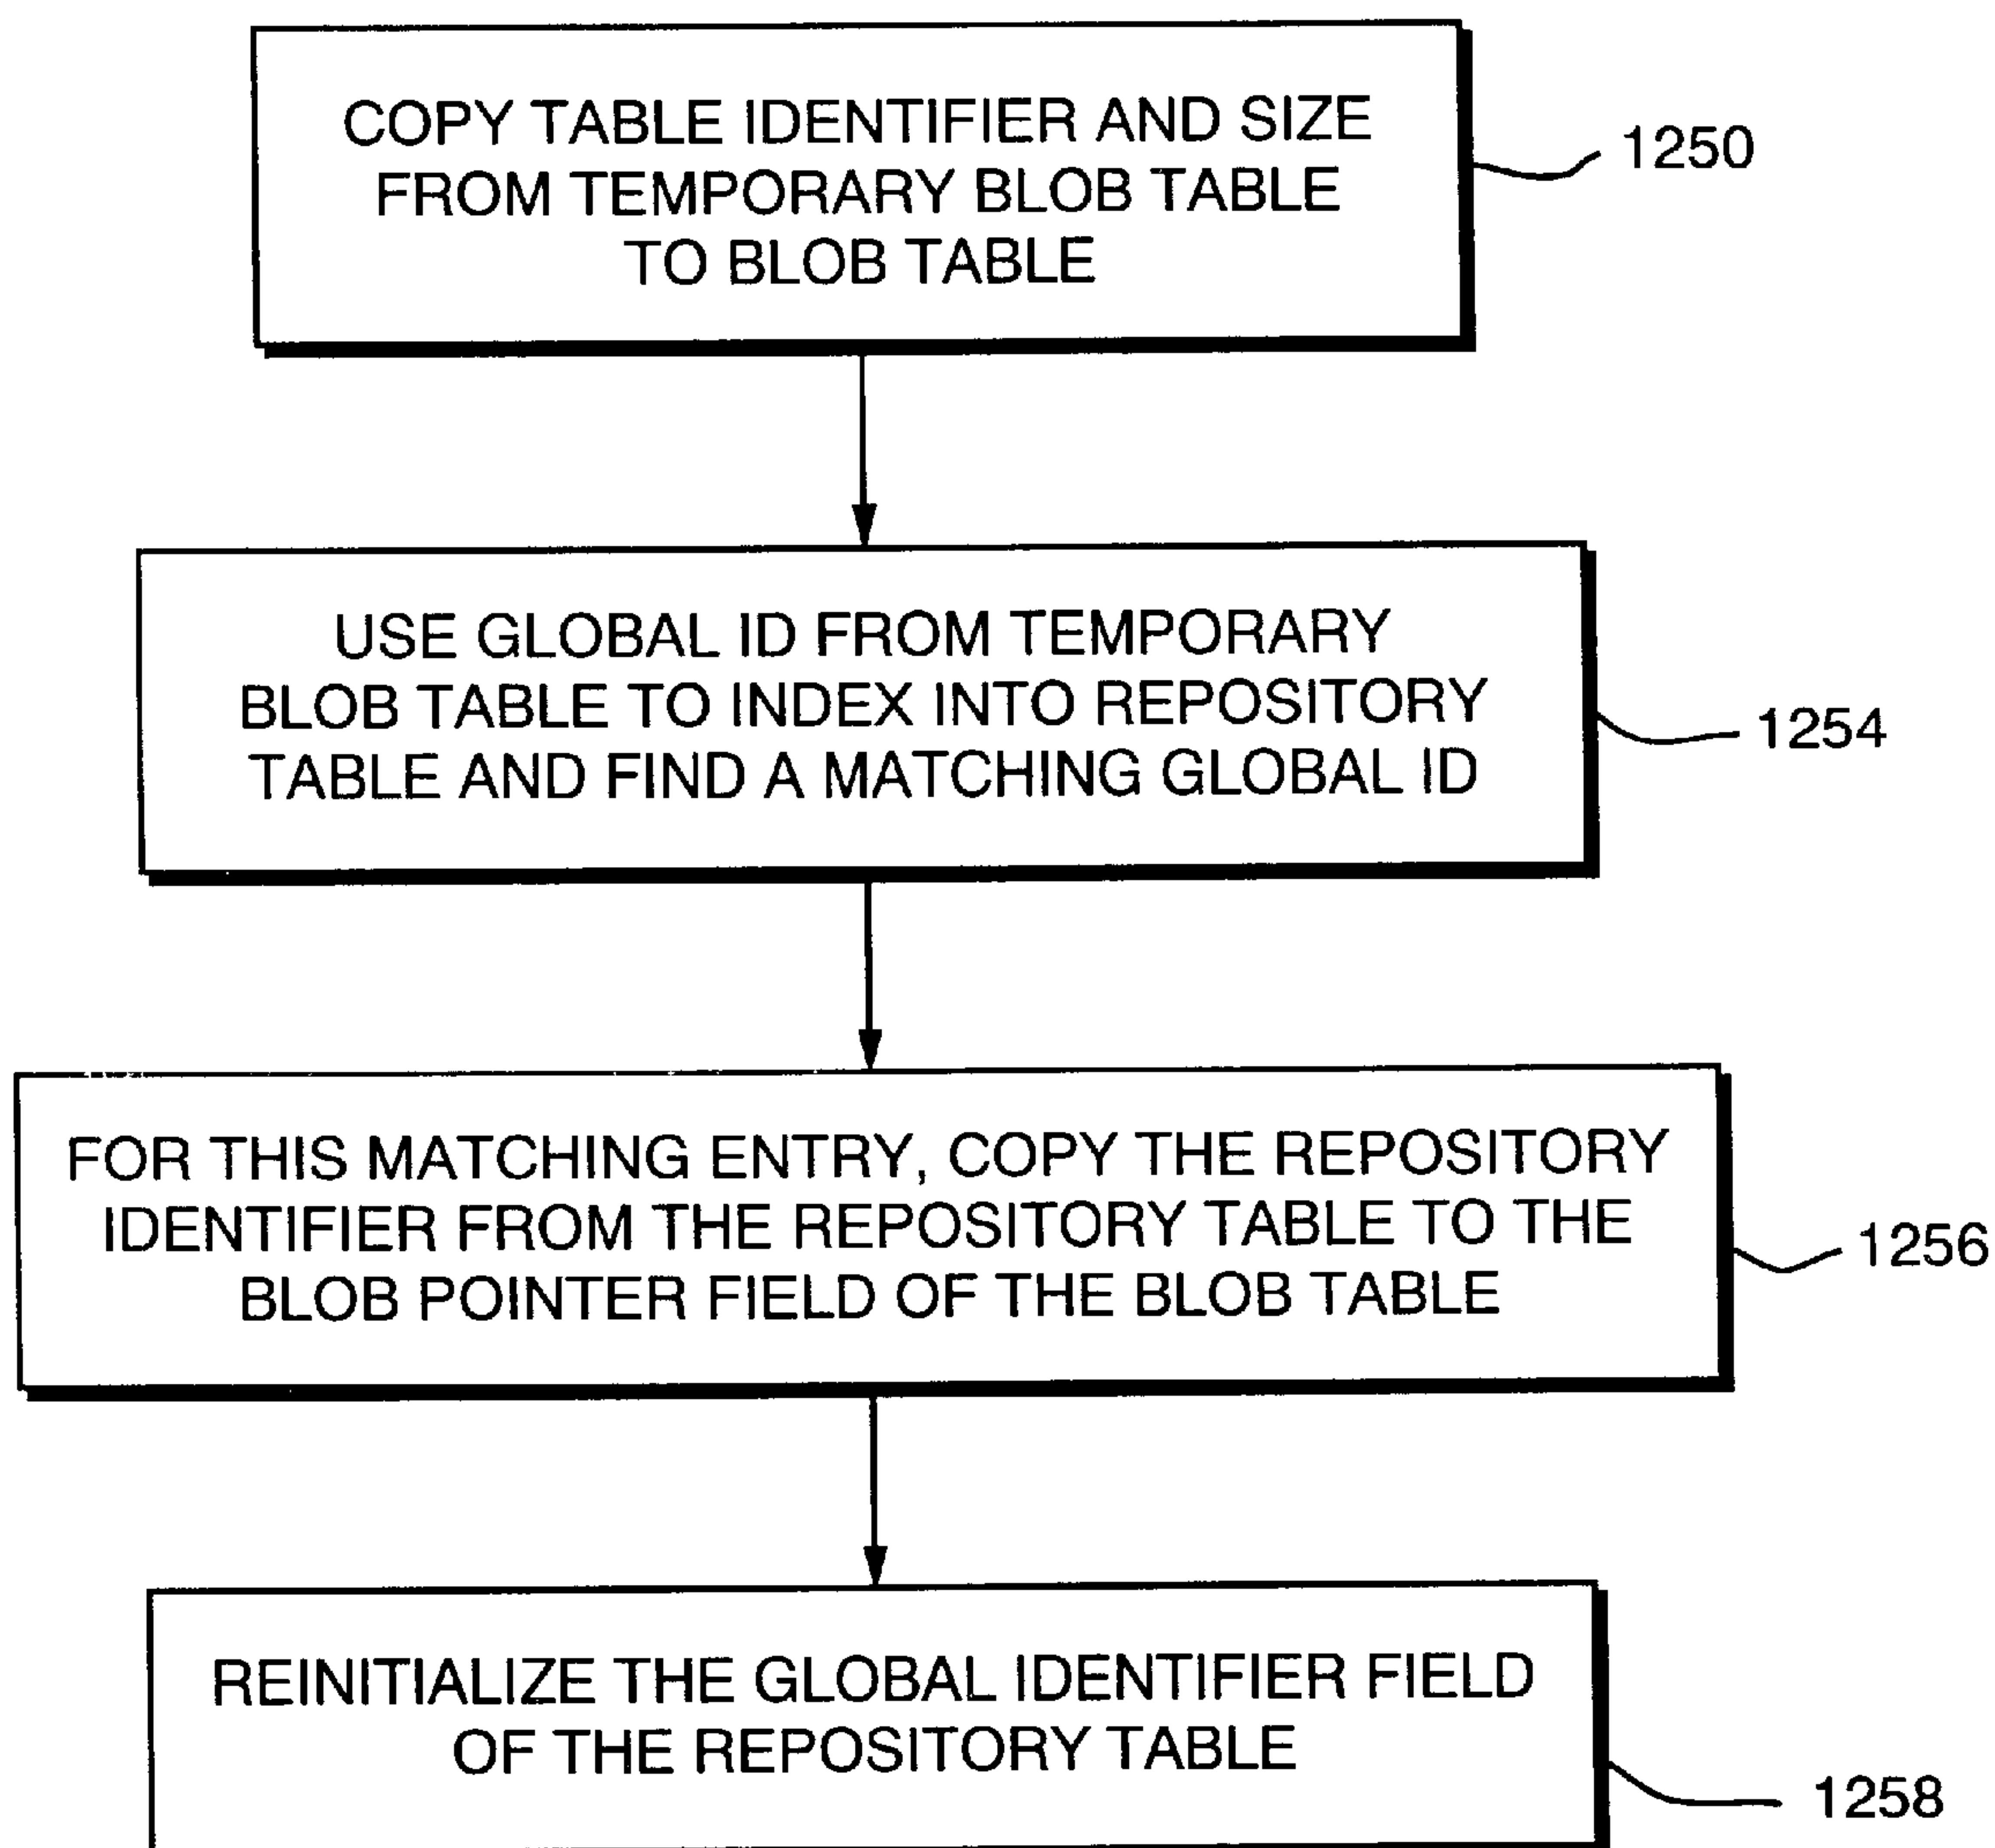 COPY TABLE IDENTIFIER AND SIZE
FROM TEMPORARY BLOB TABLE
TO BLOB TABLE
1250
USE GLOBAL ID FROM TEMPORARY
BLOB TABLE TO INDEX INTO REPOSITORY
TABLE AND FIND A MATCHING GLOBAL ID
1254
FOR THIS MATCHING ENTRY, COPY THE REPOSITORY
IDENTIFIER FROM THE REPOSITORY TABLE TO THE
BLOB POINTER FIELD OF THE BLOB TABLE
1256
REINITIALIZE THE GLOBAL IDENTIFIER FIELD
OF THE REPOSITORY TABLE
1258